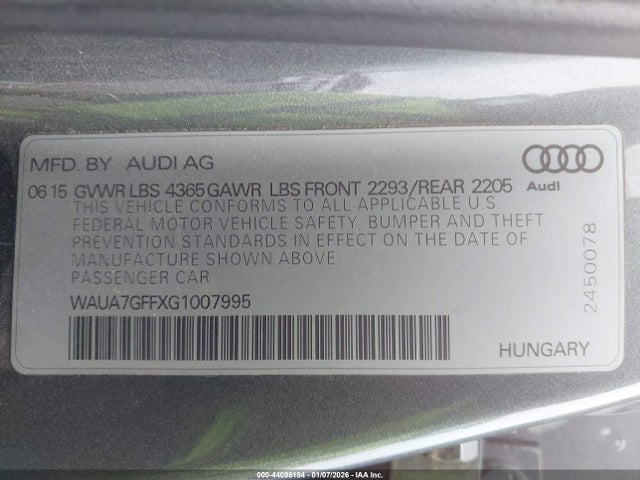 MFD. BY AUDI AG
06 15 GVWR LBS 4365 GAWR LBS FRONT 2293/REAR 2205
Audi
THIS VEHICLE CONFORMS TO ALL APPLICABLE U.S.
FEDERAL MOTOR VEHICLE SAFETY, BUMPER AND THEFT
PREVENTION STANDARDS IN EFFECT ON THE DATE OF
MANUFACTURE SHOWN ABOVE
PASSENGER CAR
WAUA7GFFXG1007995
HUNGARY
2450078
000-44095154 | 01/07/2026 | IAA Inc.